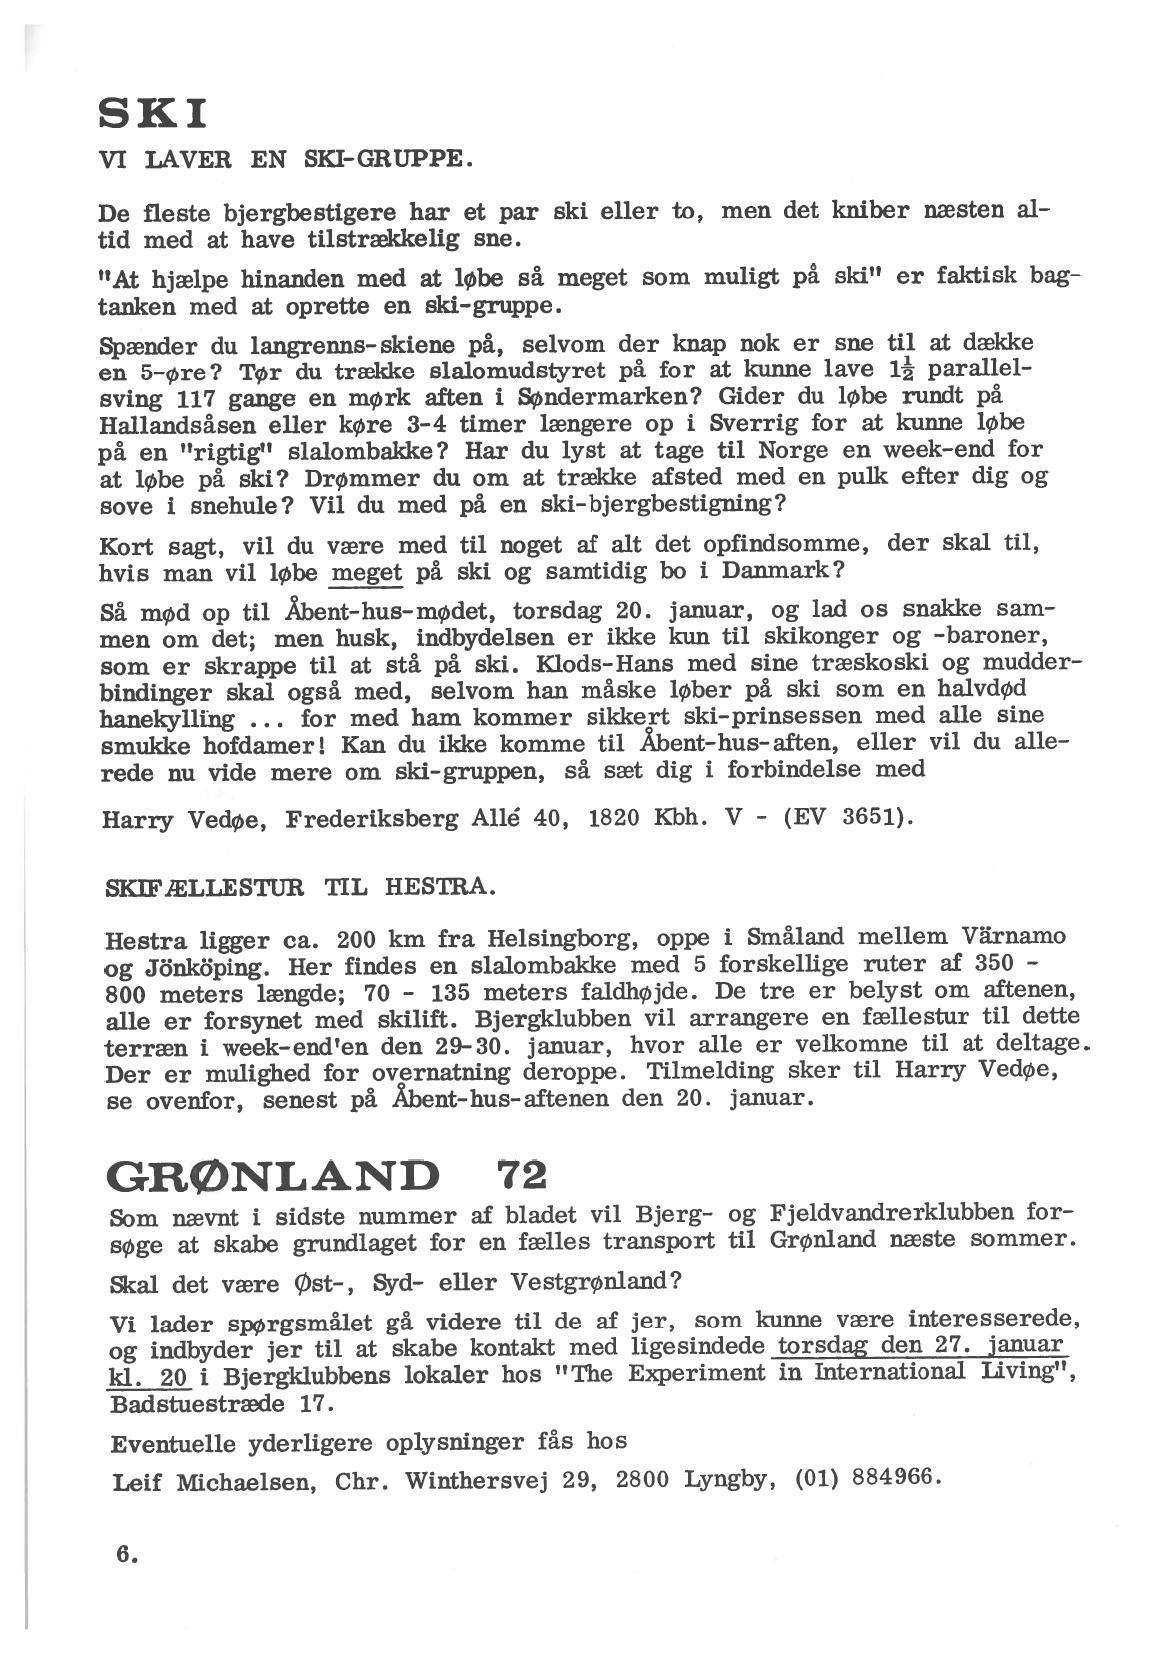 SKI
VI LAVER EN SKI-GRUPPE.
De fleste bjergbestigere har et par ski eller to, men det kniber næsten al-
tid med at have tilstrækkelig sne.
"At hjælpe hinanden med at løbe så meget som muligt på ski" er faktisk bag-
tanken med at oprette en ski-gruppe.
Spænder du langrenns-skiene på, selvom der knap nok er sne til at dække
en 5-øre? Tør du trække slalomudstyret på for at kunne lave 1½ parallel-
sving 117 gange en mørk aften i Søndermarken? Gider du løbe rundt på
Hallandsåsen eller køre 3-4 timer længere op i Sverrig for at kunne løbe
på en "rigtig" slalombakke? Har du lyst at tage til Norge en week-end for
at løbe på ski? Drømmer du om at trække afsted med en pulk efter dig og
sove i snehule? Vil du med på en ski-bjergbestigning?
Kort sagt, vil du være med til noget af alt det opfindsomme, der skal til,
hvis man vil løbe meget på ski og samtidig bo i Danmark?
Så mød op til Åbent-hus-mødet, torsdag 20. januar, og lad os snakke sam-
men om det; men husk, indbydelsen er ikke kun til skikonger og -baroner,
som er skrappe til at stå på ski. Klods-Hans med sine træskoski og mudder-
bindinger skal også med, selvom han måske løber på ski som en halvdød
hanekylling ... for med ham kommer sikkert ski-prinsessen med alle sine
smukke hofdamer! Kan du ikke komme til Åbent-hus-aften, eller vil du alle-
rede nu vide mere om ski-gruppen, så sæt dig i forbindelse med
Harry Vedøe, Frederiksberg Allé 40, 1820 Kbh. V - (EV 3651).
SKIFÆLLESTUR TIL HESTRA.
Hestra ligger ca. 200 km fra Helsingborg, oppe i Småland mellem Värnamo
og Jönköping. Her findes en slalombakke med 5 forskellige ruter af 350 -
800 meters længde; 70 - 135 meters faldhøjde. De tre er belyst om aftenen,
alle er forsynet med skilift. Bjergklubben vil arrangere en fællestur til dette
terræn i week-end'en den 29-30. januar, hvor alle er velkomne til at deltage.
Der er mulighed for overnatning deroppe. Tilmelding sker til Harry Vedøe,
se ovenfor, senest på Åbent-hus-aftenen den 20. januar.
GRØNLAND 72
Som nævnt i sidste nummer af bladet vil Bjerg- og Fjeldvandrerklubben for-
søge at skabe grundlaget for en fælles transport til Grønland næste sommer.
Skal det være Øst-, Syd- eller Vestgrønland?
Vi lader spørgsmålet gå videre til de af jer, som kunne være interesserede,
og indbyder jer til at skabe kontakt med ligesindede torsdag den 27. januar
kl. 20 i Bjergklubbens lokaler hos "The Experiment in International Living",
Badstuestræde 17.
Eventuelle yderligere oplysninger fås hos
Leif Michaelsen, Chr. Winthersvej 29, 2800 Lyngby, (01) 884966.
6.